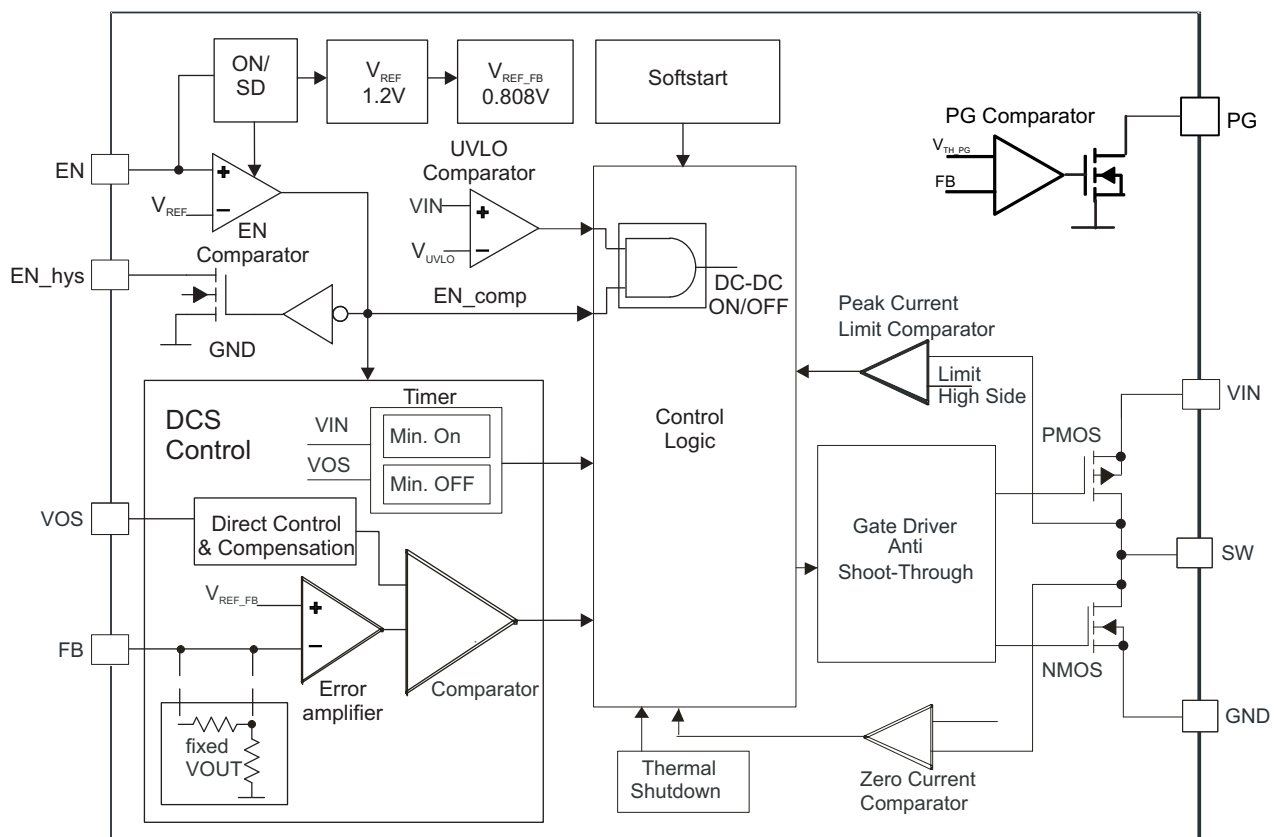 ON/
SD
V_REF
1.2V
V_REF_FB
0.808V
Softstart
PG Comparator
V_TH_PG
FB
PG
EN
V_REF
EN
Comparator
UVLO
Comparator
VIN
V_UVLO
EN_hys
GND
EN_comp
DC-DC
ON/OFF
Peak Current
Limit Comparator
Limit
High Side
VIN
DCS
Control
Timer
VIN
VOS
Min. On
Min. OFF
Control
Logic
PMOS
VOS
Direct Control
& Compensation
Gate Driver
Anti
Shoot-Through
SW
V_REF_FB
FB
Error
amplifier
Comparator
NMOS
GND
fixed
VOUT
Thermal
Shutdown
Zero Current
Comparator
+
−
+
−
+
−